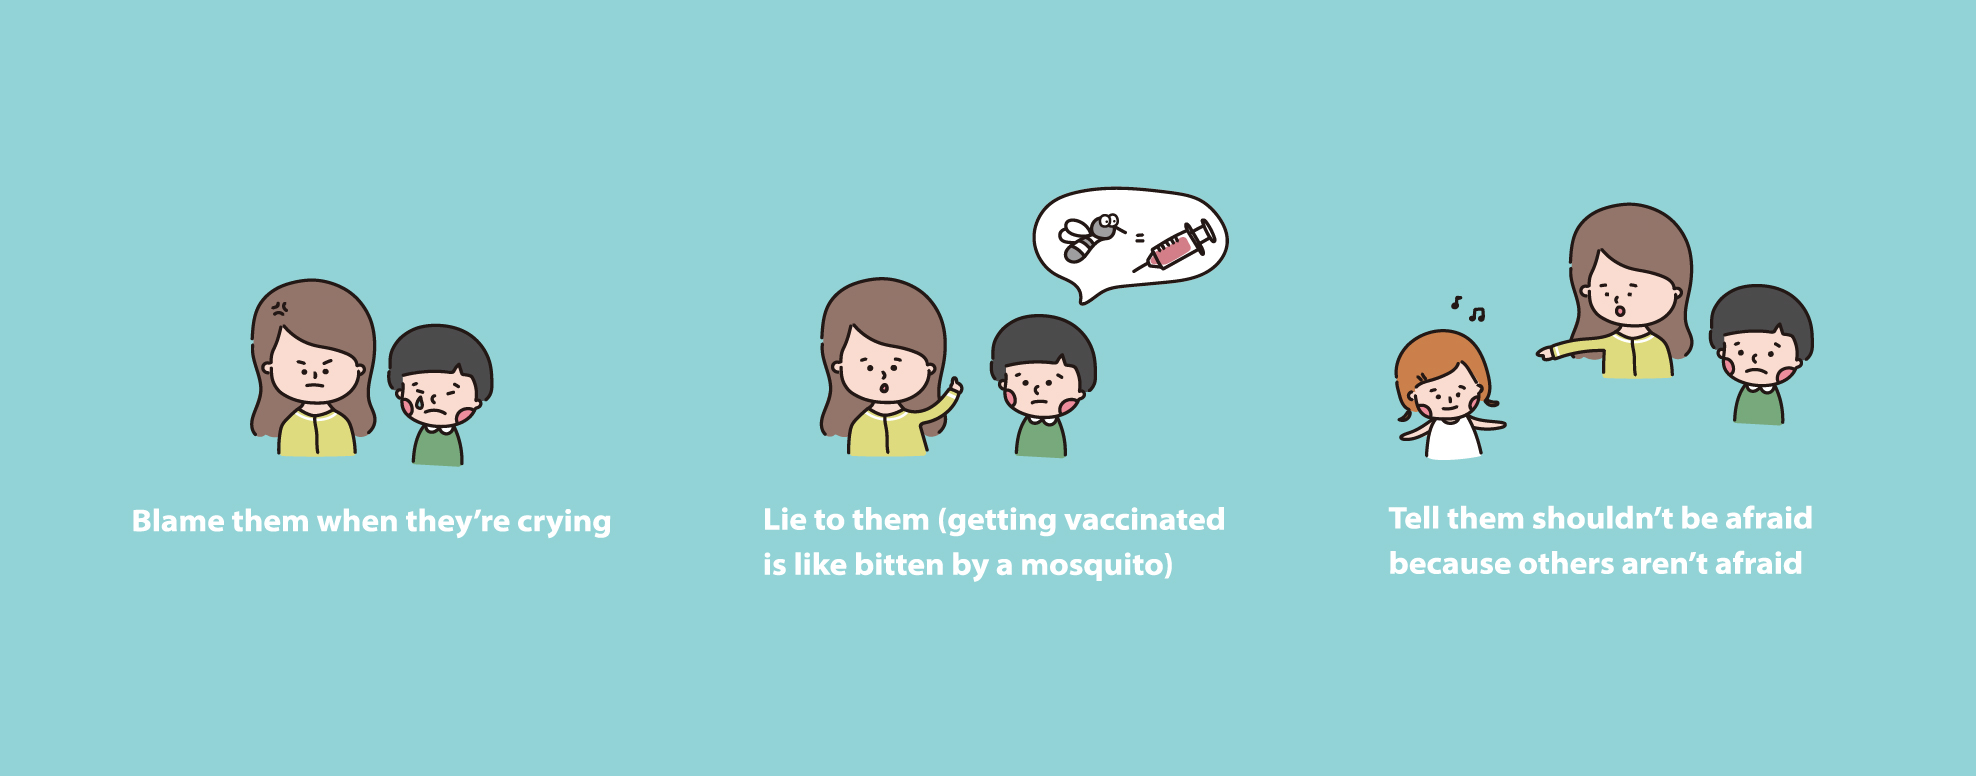 Blame them when they're crying
Lie to them (getting vaccinated
is like bitten by a mosquito)
Tell them shouldn't be afraid
because others aren't afraid